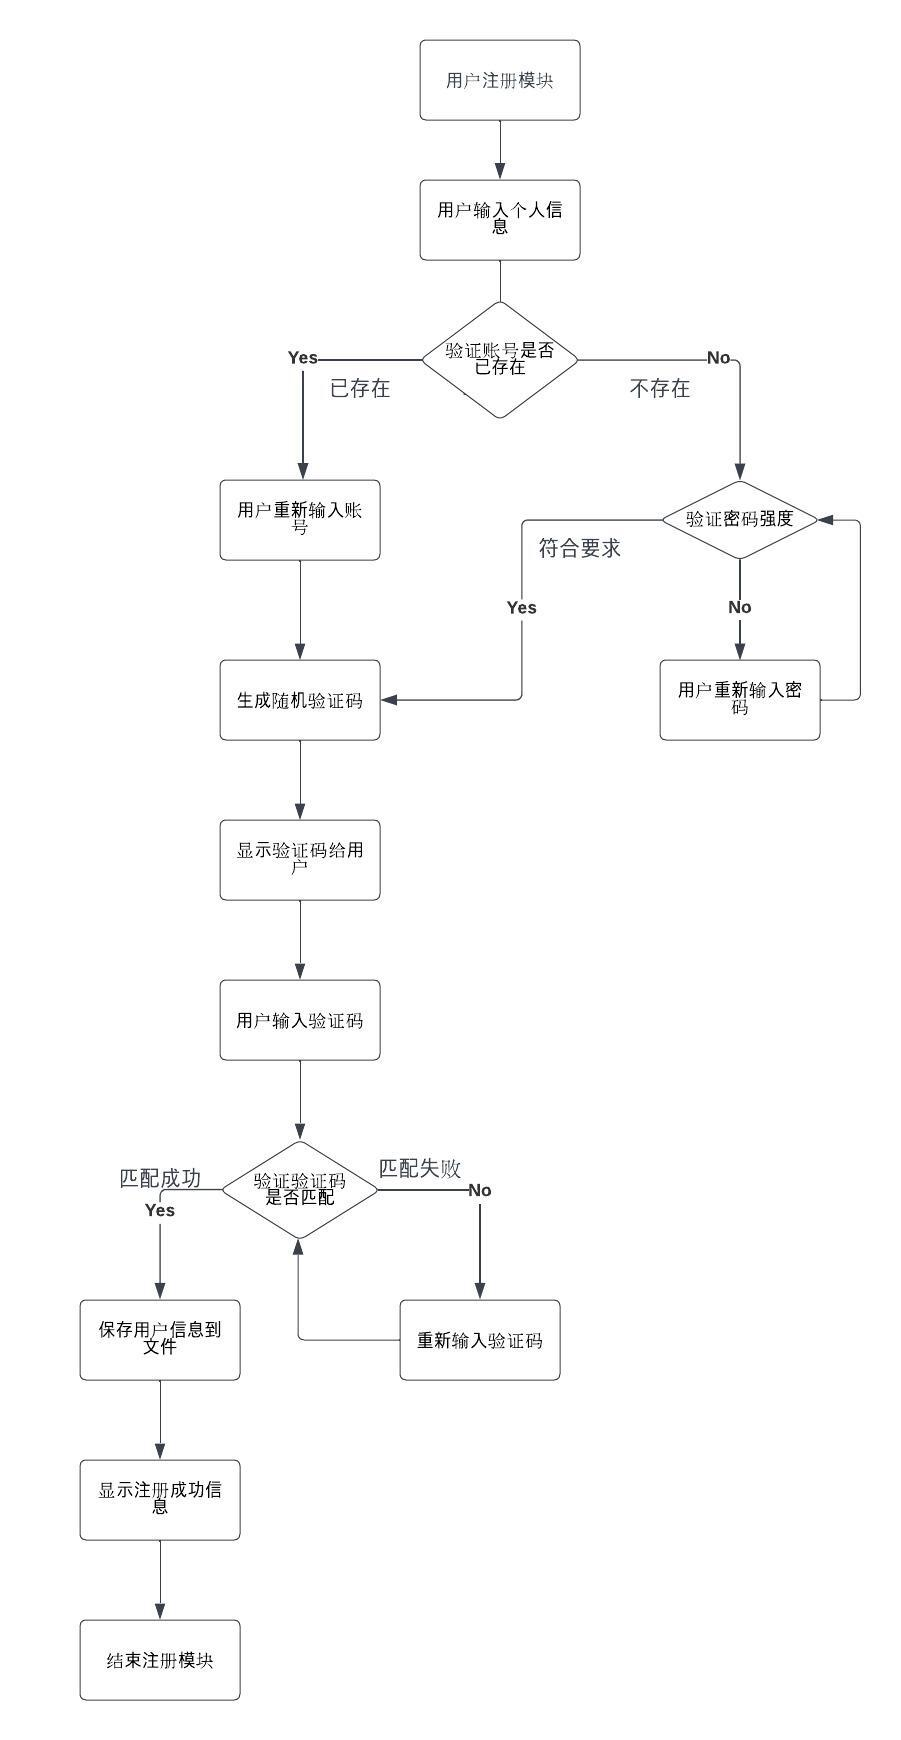 用户注册模块
用户输入个人信
息
验证账号是否
已存在
Yes
No
已存在
不存在
用户重新输入账
号
验证密码强度
符合要求
Yes
No
生成随机验证码
用户重新输入密
码
显示验证码给用
户
用户输入验证码
匹配成功
匹配失败
验证验证码
是否匹配
Yes
No
保存用户信息到
文件
重新输入验证码
显示注册成功信
息
结束注册模块